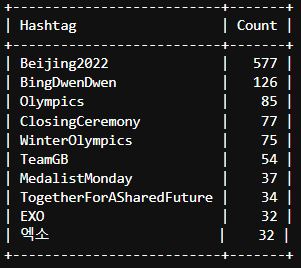 Hashtag | Count
Beijing2022 | 577
BingDwenDwen | 126
Olympics | 85
ClosingCeremony | 77
WinterOlympics | 75
TeamGB | 54
MedalistMonday | 37
TogetherForASharedFuture | 34
EXO | 32
엑소 | 32